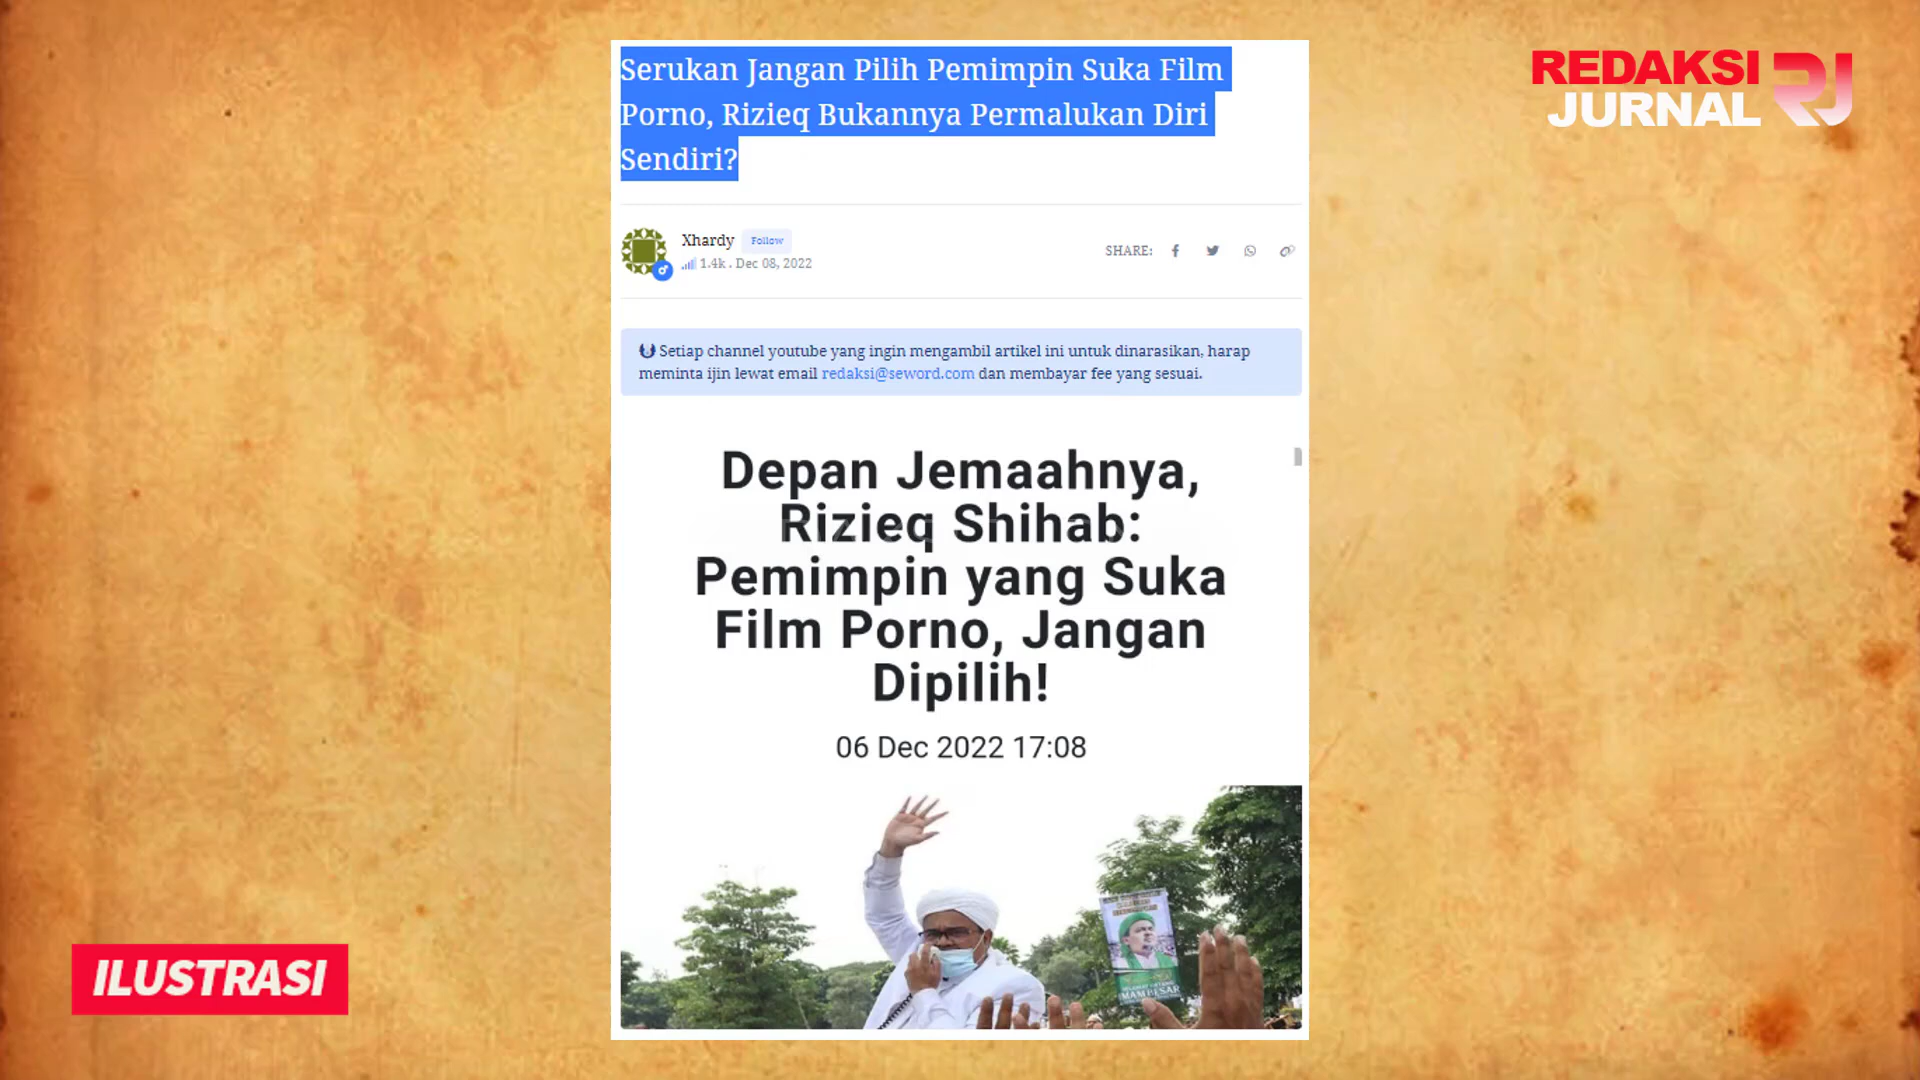 Serukan Jangan Pilih Pemimpin Suka Film
Porno, Rizieq Bukannya Permalukan Diri
Sendiri?
REDAKSI
JURNAL
RJ
Xhardy Follow
1.4k . Dec 08, 2022
SHARE:
Setiap channel youtube yang ingin mengambil artikel ini untuk dinarasikan, harap
meminta ijin lewat email redaksi@seword.com dan membayar fee yang sesuai.
Depan Jemaahnya,
Rizieq Shihab:
Pemimpin yang Suka
Film Porno, Jangan
Dipilih!
06 Dec 2022 17:08
IMAM BESAR
ILUSTRASI